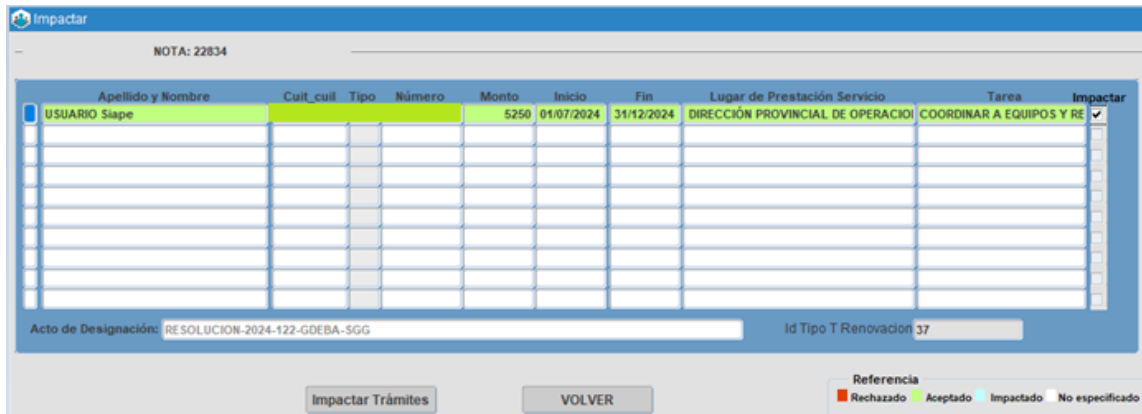 Impactar
NOTA: 22834
Apellido y Nombre Cuit_cuil Tipo Número Monto Inicio Fin Lugar de Prestación Servicio Tarea Impactar
USUARIO Siape 5250 01/07/2024 31/12/2024 DIRECCIÓN PROVINCIAL DE OPERACIO COORDINAR A EQUIPOS Y RE
Acto de Designación: RESOLUCION-2024-122-GDEBA-SGG Id Tipo T Renovacion 37
Referencia
Impactar Trámites VOLVER Rechazado Aceptado Impactado No especificado